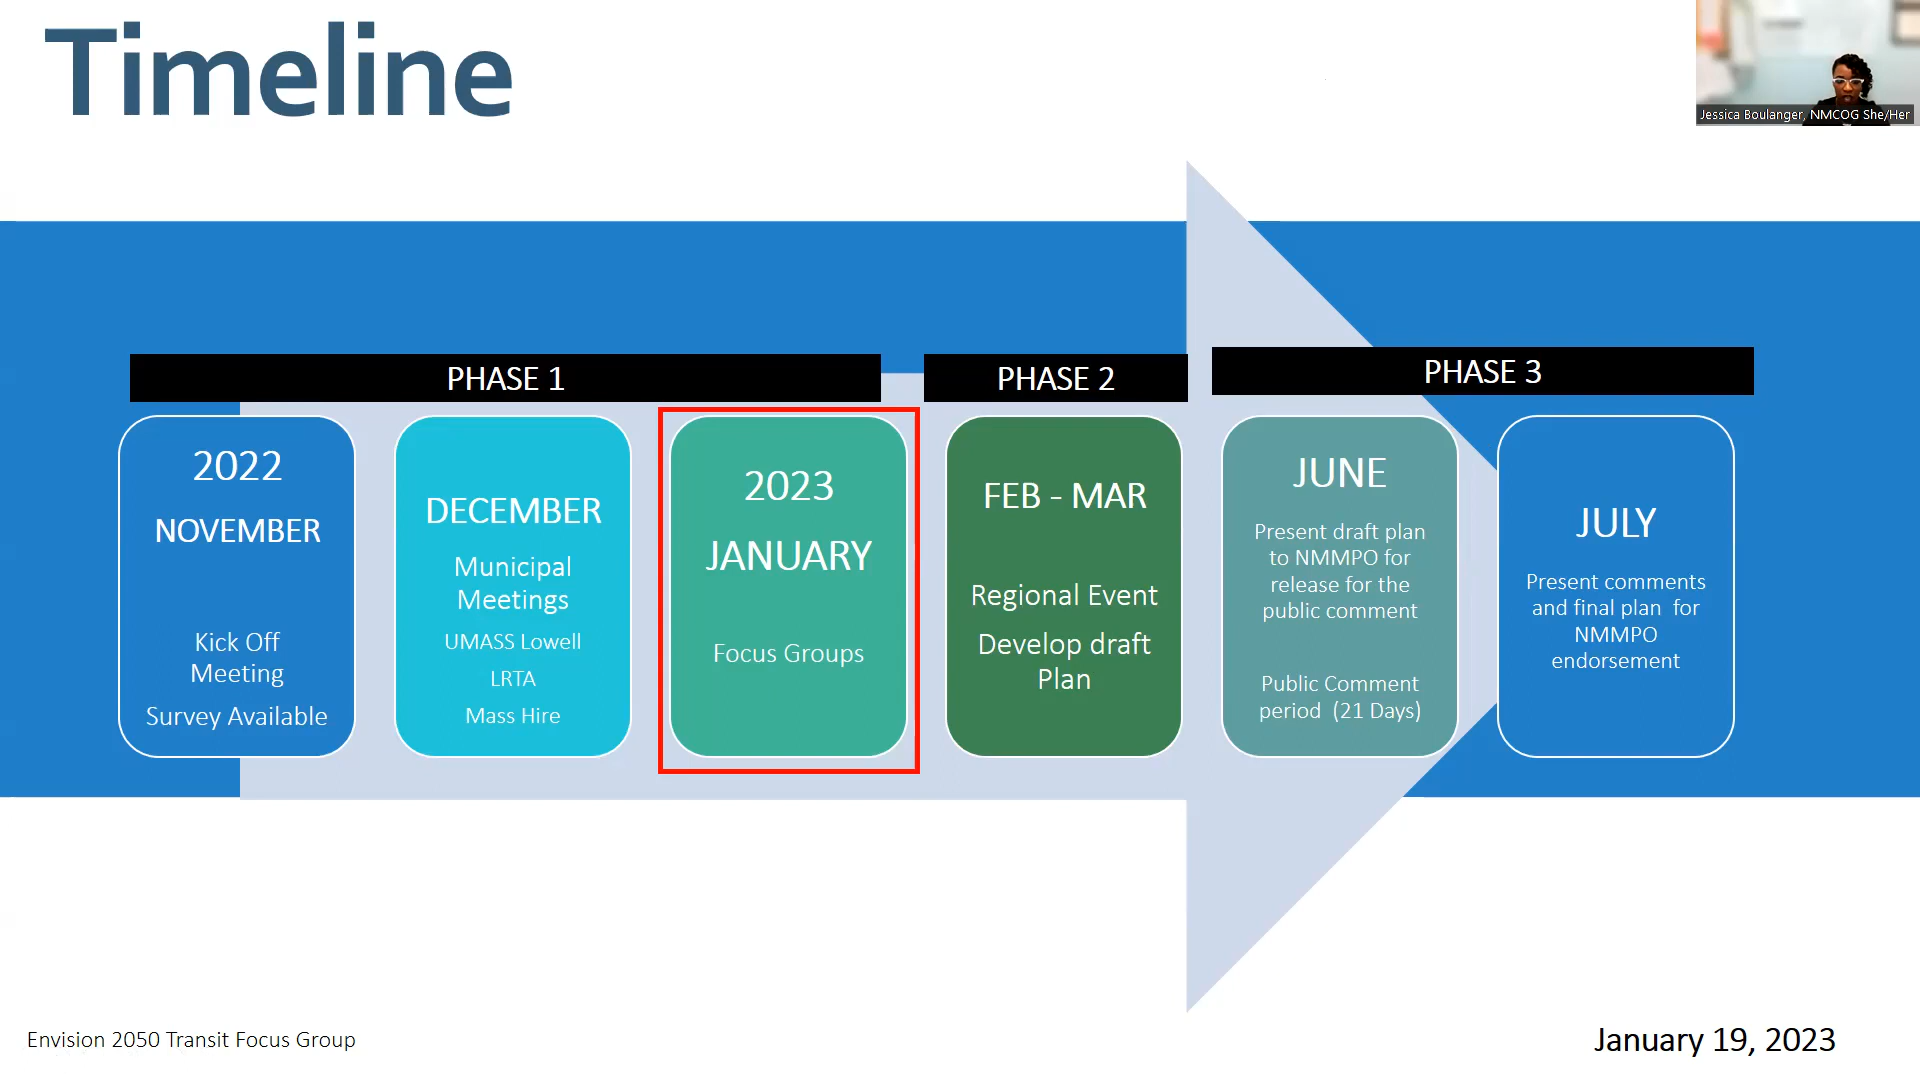 Timeline
Jessica Boulanger, NMCOG She/Her
PHASE 1
PHASE 2
PHASE 3
2022
NOVEMBER
Kick Off
Meeting
Survey Available
DECEMBER
Municipal
Meetings
UMASS Lowell
LRTA
Mass Hire
2023
JANUARY
Focus Groups
FEB - MAR
Regional Event
Develop draft
Plan
JUNE
Present draft plan
to NMMPO for
release for the
public comment
Public Comment
period (21 Days)
JULY
Present comments
and final plan for
NMMPO
endorsement
Envision 2050 Transit Focus Group
January 19, 2023